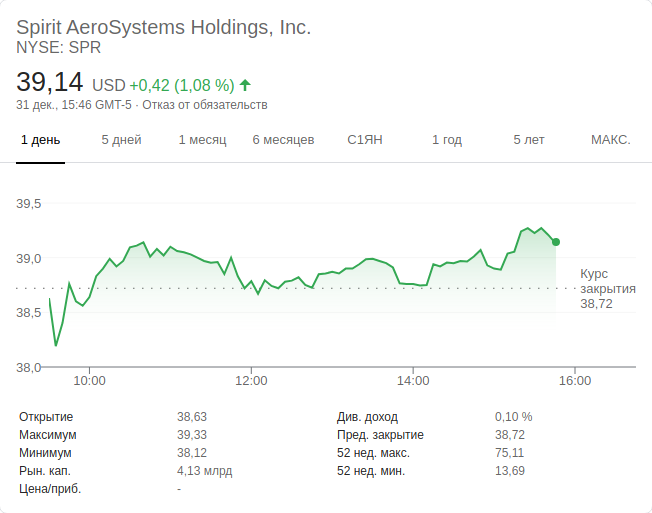 Spirit AeroSystems Holdings, Inc.
NYSE: SPR
39,14 USD +0,42 (1,08 %)
31 дек., 15:46 GMT-5 · Отказ от обязательств
1 день 5 дней 1 месяц 6 месяцев С1ЯН 1 год 5 лет МАКС.
39,5
39,0
Курс
закрытия
38,72
38,5
38,0
10:00 12:00 14:00 16:00
Открытие 38,63 Див. доход 0,10 %
Максимум 39,33 Пред. закрытие 38,72
Минимум 38,12 52 нед. макс. 75,11
Рын. кап. 4,13 млрд 52 нед. мин. 13,69
Цена/приб. -